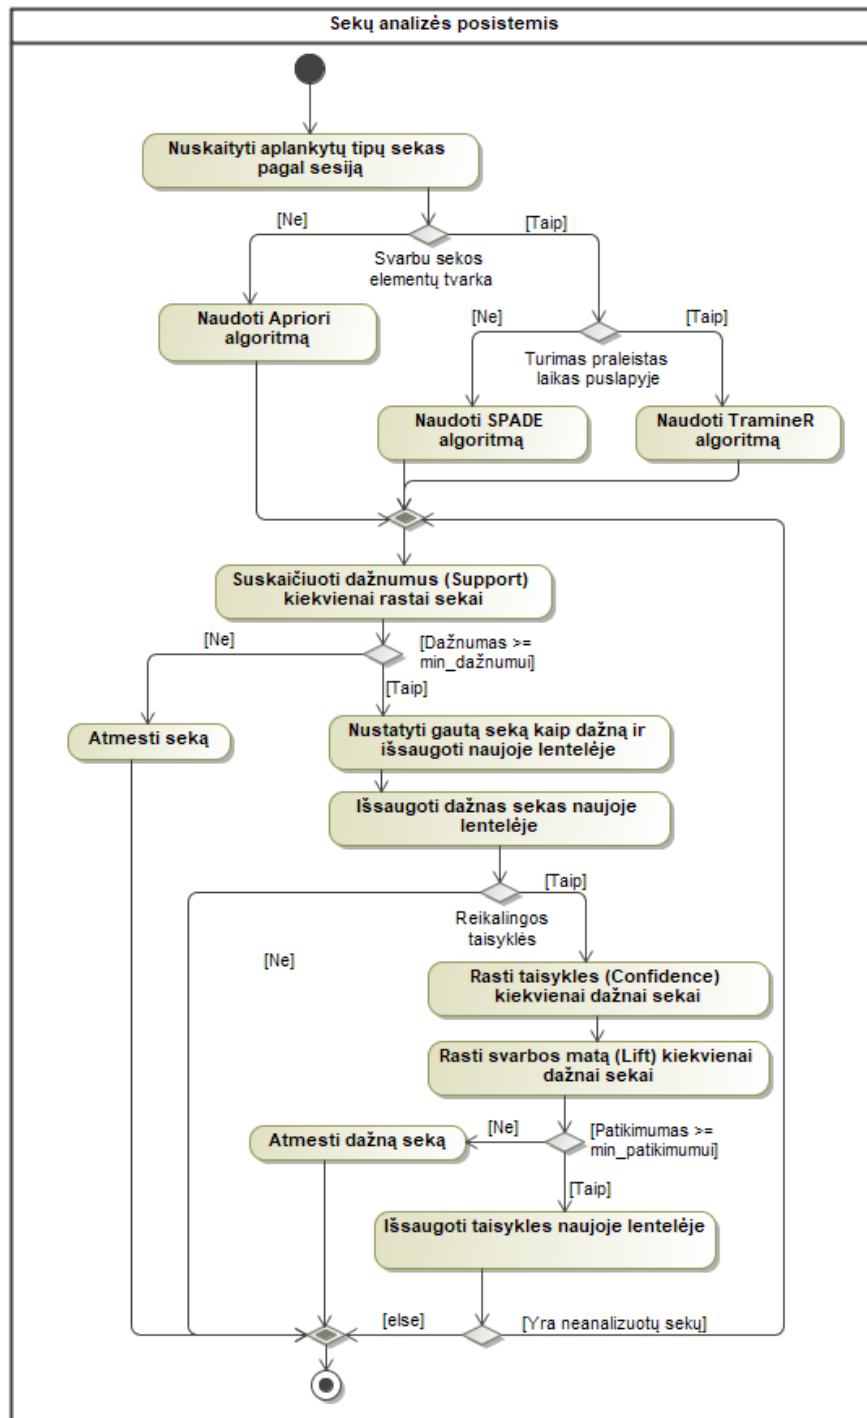 Sekų analizės posistemis
Nuskaityti aplankytų tipų sekas
pagal sesiją
[Ne]
[Taip]
Svarbu sekos
elementų tvarka
Naudoti Apriori
algoritmą
[Ne]
[Taip]
Turimas praleistas
laikas puslapyje
Naudoti SPADE
algoritmą
Naudoti TramineR
algoritmą
Suskaičiuoti dažnumus (Support)
kiekvienai rastai sekai
[Ne]
[Dažnumas >=
min_dažnumui]
[Taip]
Atmesti seką
Nustatyti gautą seką kaip dažną ir
išsaugoti naujoje lentelėje
Išsaugoti dažnas sekas naujoje
lentelėje
[Taip]
Reikalingos
taisyklės
[Ne]
Rasti taisykles (Confidence)
kiekvienai dažnai sekai
Rasti svarbos matą (Lift) kiekvienai
dažnai sekai
[Ne]
[Patikimumas >=
min_patikimumui]
Atmesti dažną seką
[Taip]
Išsaugoti taisykles naujoje lentelėje
[else]
[Yra neanalizuotų sekų]